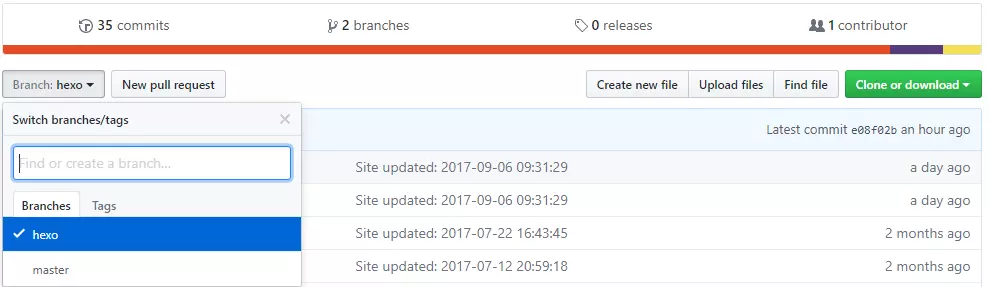 35 commits 2 branches 0 releases 1 contributor
Branch: hexo New pull request Create new file Upload files Find file Clone or download
Switch branches/tags
Latest commit e08f02b an hour ago
Find or create a branch...
Site updated: 2017-09-06 09:31:29 a day ago
Branches Tags
Site updated: 2017-09-06 09:31:29 a day ago
hexo Site updated: 2017-07-22 16:43:45 2 months ago
master Site updated: 2017-07-12 20:59:18 2 months ago